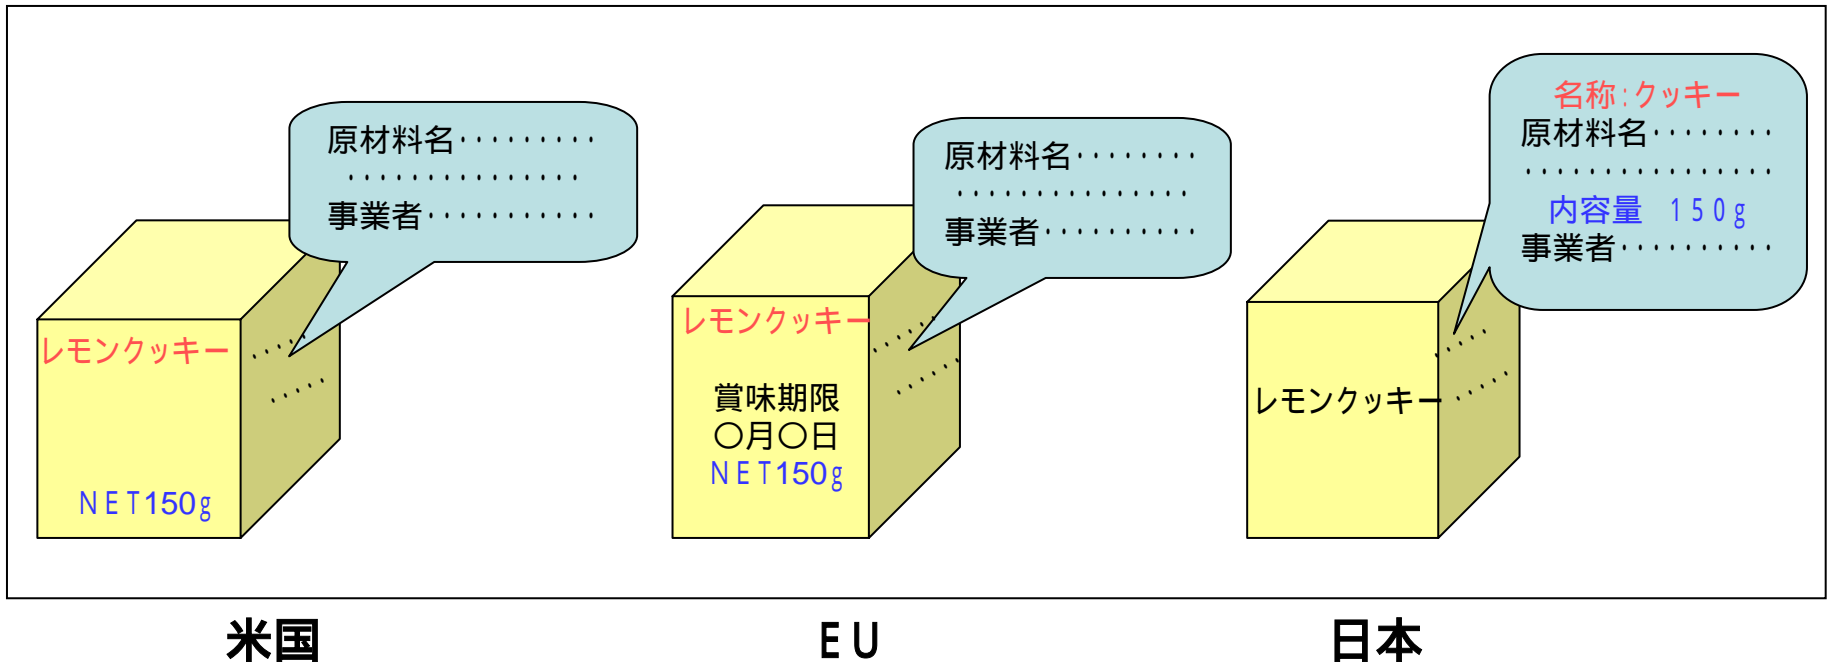 原材料名・・・・・・・・・
・・・・・・・・・・・・・・・
事業者・・・・・・・・・・・
レモンクッキー
ＮＥＴ150ｇ
米国
原材料名・・・・・・・・
・・・・・・・・・・・・・・・
事業者・・・・・・・・・・
レモンクッキー
賞味期限
〇月〇日
ＮＥＴ150ｇ
ＥＵ
名称：クッキー
原材料名・・・・・・・・
・・・・・・・・・・・・・・・・
内容量　１５０ｇ
事業者・・・・・・・・・・
レモンクッキー
日本